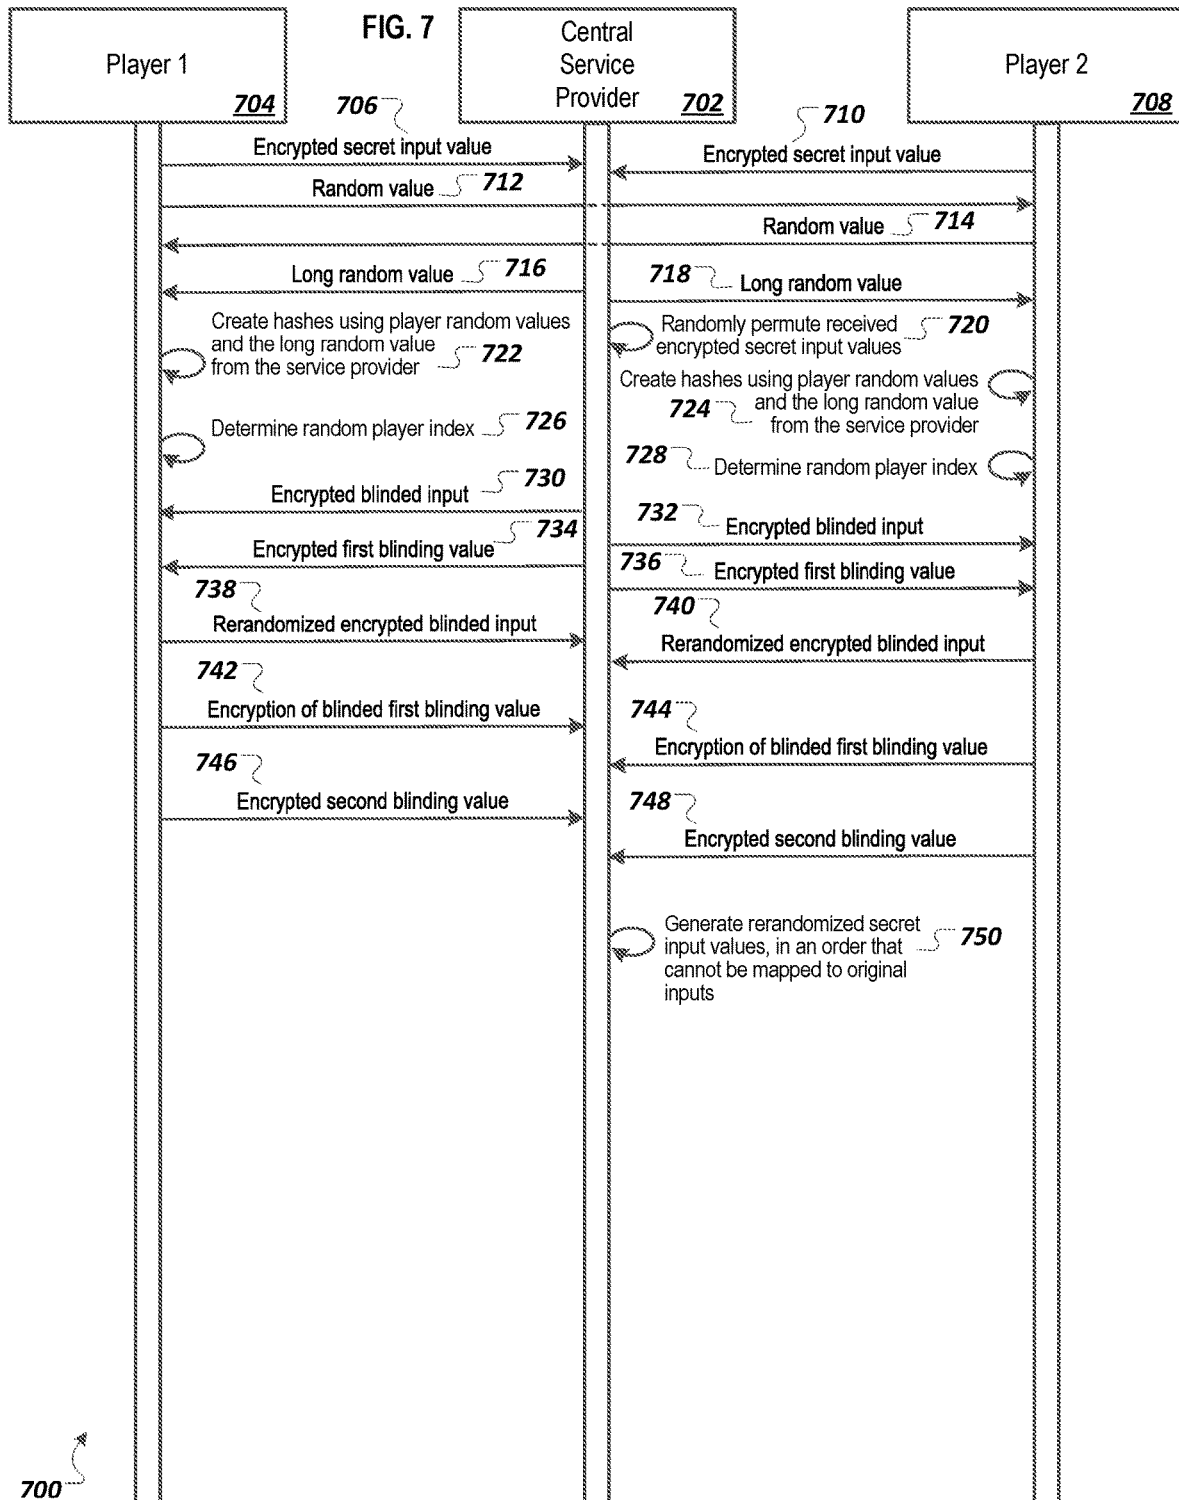 FIG. 7
Player 1
704
Central
Service
Provider
702
Player 2
708
706
Encrypted secret input value
710
Encrypted secret input value
Random value
712
Random value
714
Long random value
716
718
Long random value
Create hashes using player random values
and the long random value
from the service provider
722
Randomly permute received
encrypted secret input values
720
Create hashes using player random values
and the long random value
from the service provider
724
Determine random player index
726
728
Determine random player index
Encrypted blinded input
730
732
Encrypted blinded input
Encrypted first blinding value
734
736
Encrypted first blinding value
738
Rerandomized encrypted blinded input
740
Rerandomized encrypted blinded input
742
Encryption of blinded first blinding value
744
Encryption of blinded first blinding value
746
Encrypted second blinding value
748
Encrypted second blinding value
Generate rerandomized secret
input values, in an order that
cannot be mapped to original
inputs
750
700